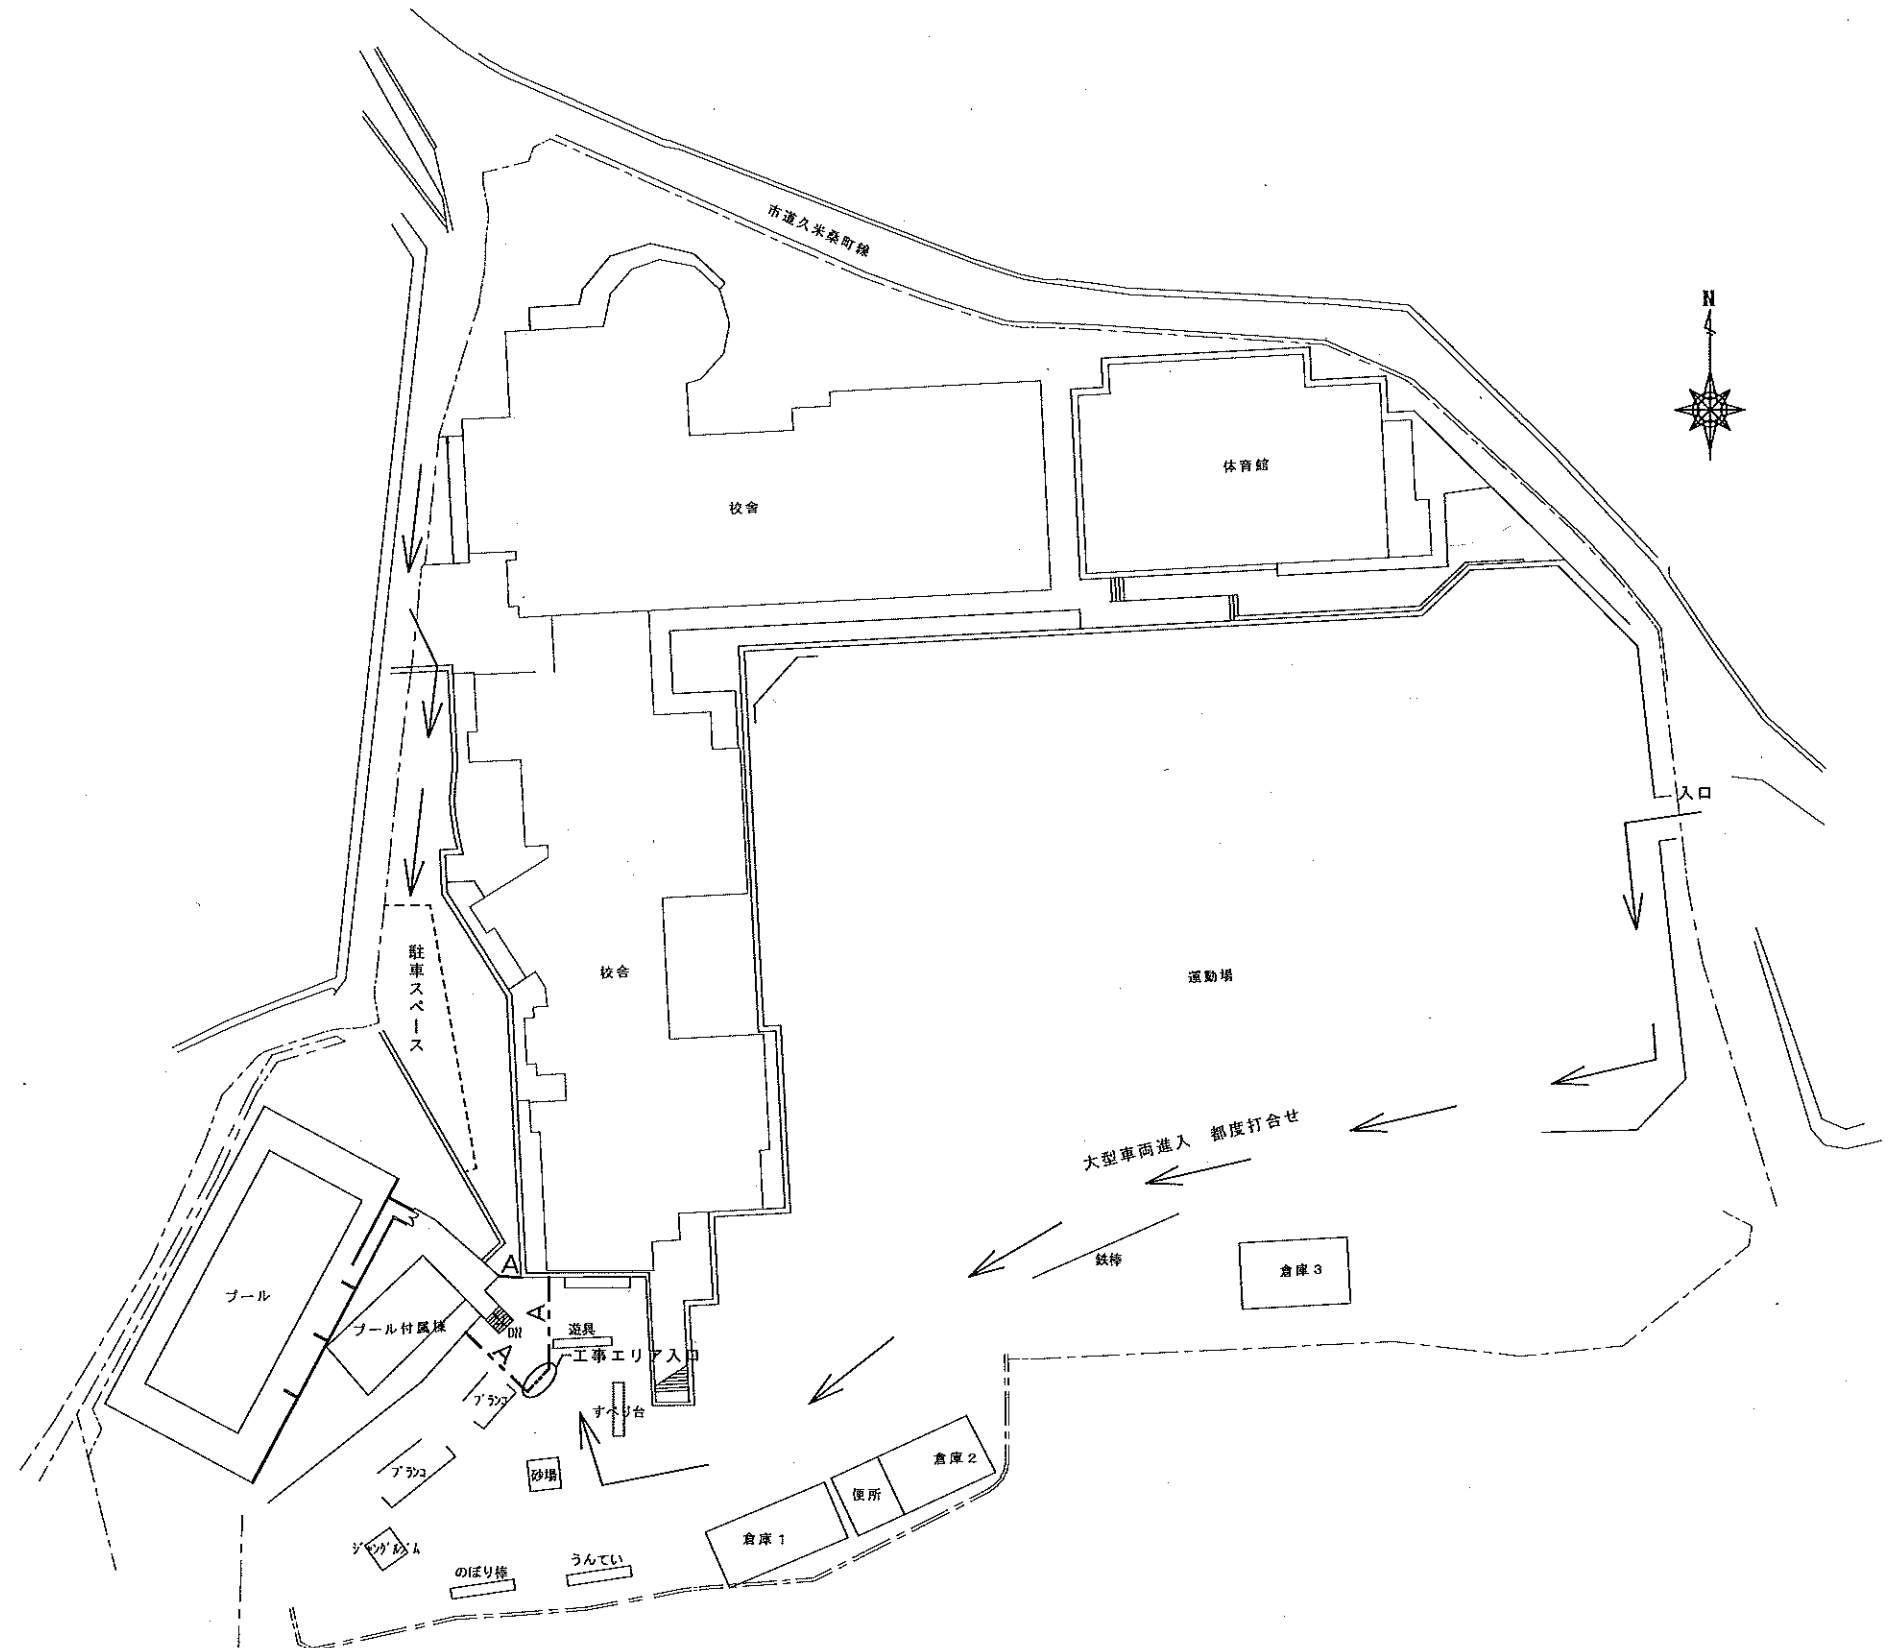 市道久米桑町線
N
体育館
校舎
入口
駐車スペース
校舎
運動場
大型車両進入 都度打合せ
鉄棒
倉庫3
A
プール
A
プール付属棟
DN
遊具
A
工事エリア入口
ブランコ
すべり台
ブランコ
砂場
倉庫2
便所
倉庫1
ジャングルジム
のぼり棒
うんてい